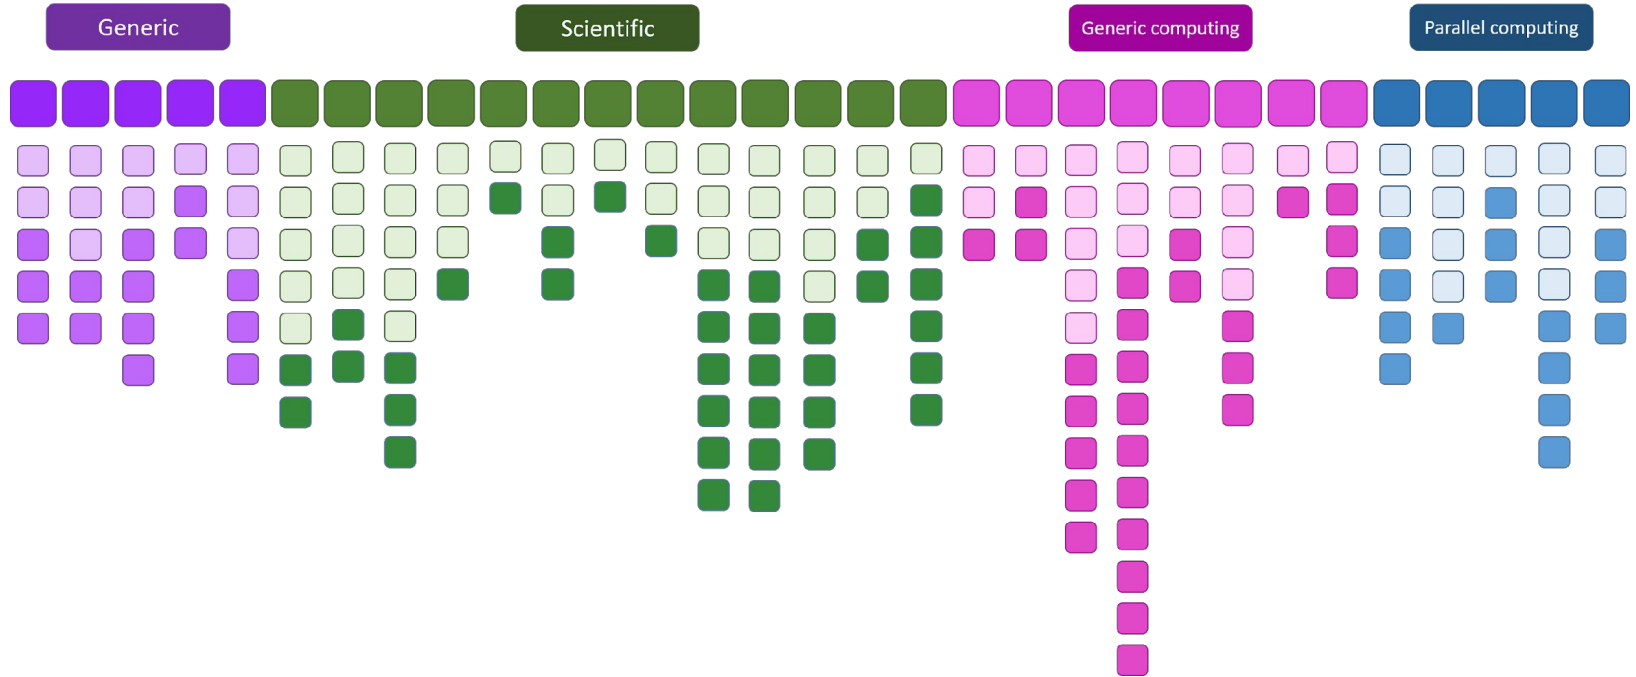 Generic
Scientific
Generic computing
Parallel computing